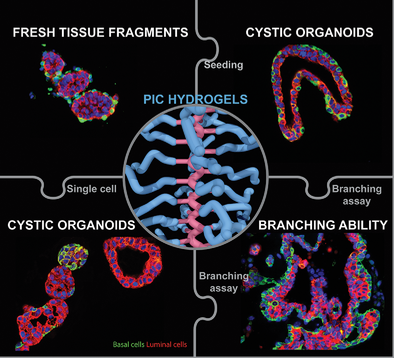 FRESH TISSUE FRAGMENTS
CYSTIC ORGANOIDS
Seeding
PIC HYDROGELS
Single cell
Branching
assay
CYSTIC ORGANOIDS
BRANCHING ABILITY
Branching
assay
Basal cells Luminal cells